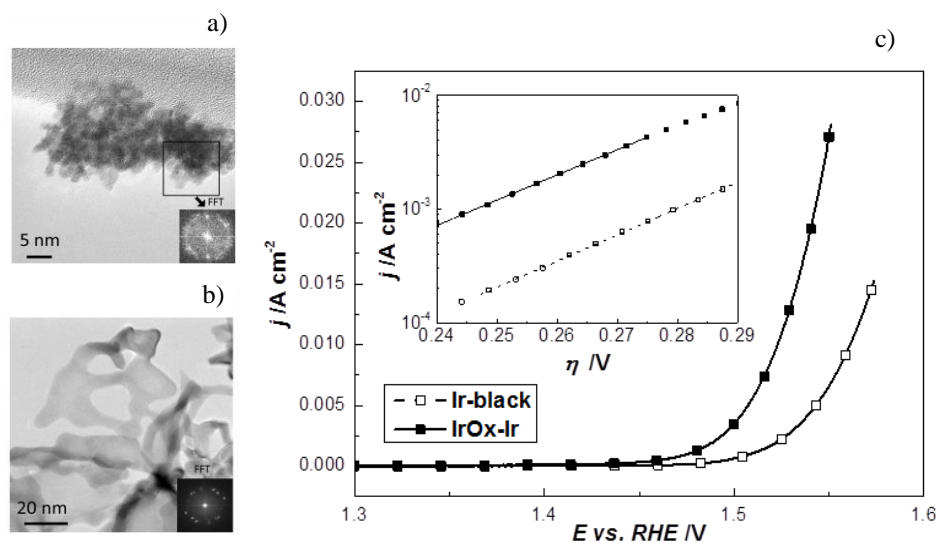 a)
FFT
5 nm
b)
FFT
20 nm
c)
j /A cm-2
0.030
0.025
0.020
0.015
0.010
0.005
0.000
1.3
1.4
1.5
1.6
E vs. RHE /V
j /A cm-2
10-2
10-3
10-4
0.24
0.25
0.26
0.27
0.28
0.29
η /V
Ir-black
IrOx-Ir